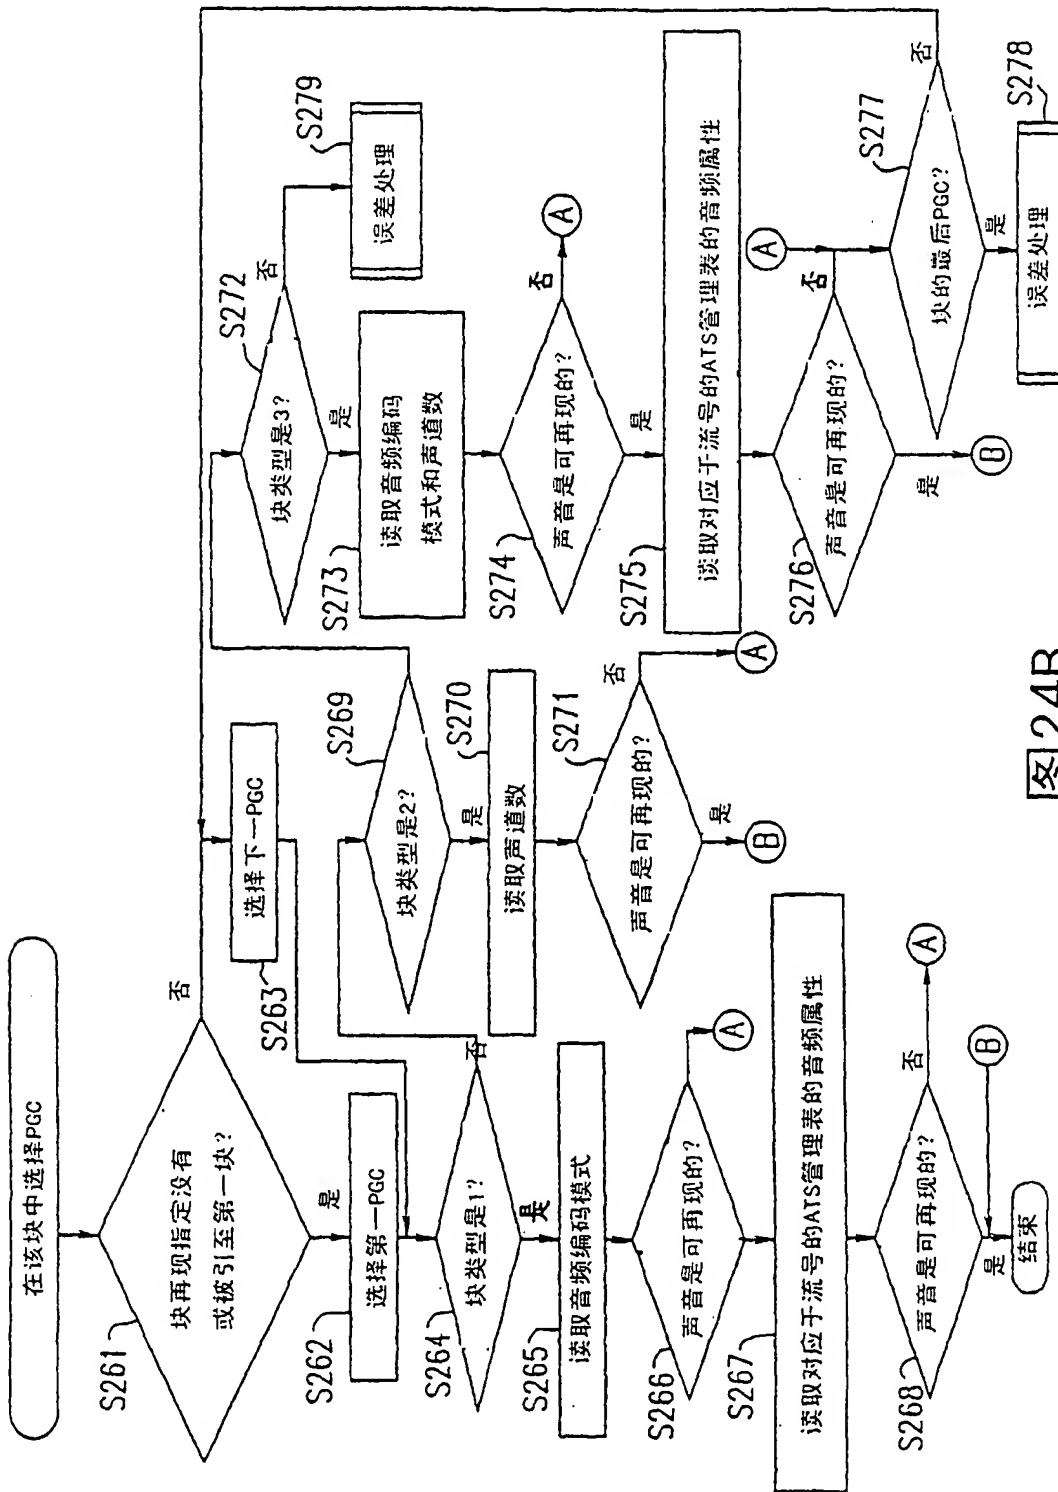 在该块中选择PGC
S261
块再现指定没有
或被引至第一块?
否
是
S262
选择第一PGC
S263
选择下一PGC
S264
块类型是1?
否
是
S265
读取音频编码模式
S266
声音是可再现的?
A
S267
读取对应于流号的ATS管理表的音频属性
S268
声音是可再现的?
否
A
是
B
结束
S269
块类型是2?
是
S270
读取声道数
S271
声音是可再现的?
否
A
是
B
S272
块类型是3?
否
S279
误差处理
是
S273
读取音频编码
模式和声道数
S274
声音是可再现的?
否
A
是
S275
读取对应于流号的ATS管理表的音频属性
S276
声音是可再现的?
否
A
是
B
S277
块的最后PGC?
否
是
S278
误差处理
图24B